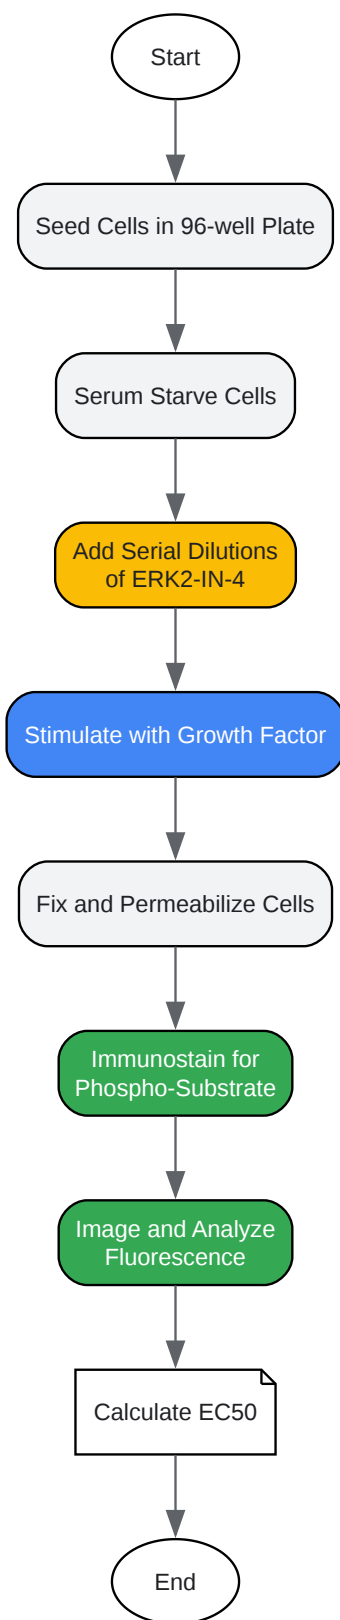 Start
Seed Cells in 96-well Plate
Serum Starve Cells
Add Serial Dilutions
of ERK2-IN-4
Stimulate with Growth Factor
Fix and Permeabilize Cells
Immunostain for
Phospho-Substrate
Image and Analyze
Fluorescence
Calculate EC50
End